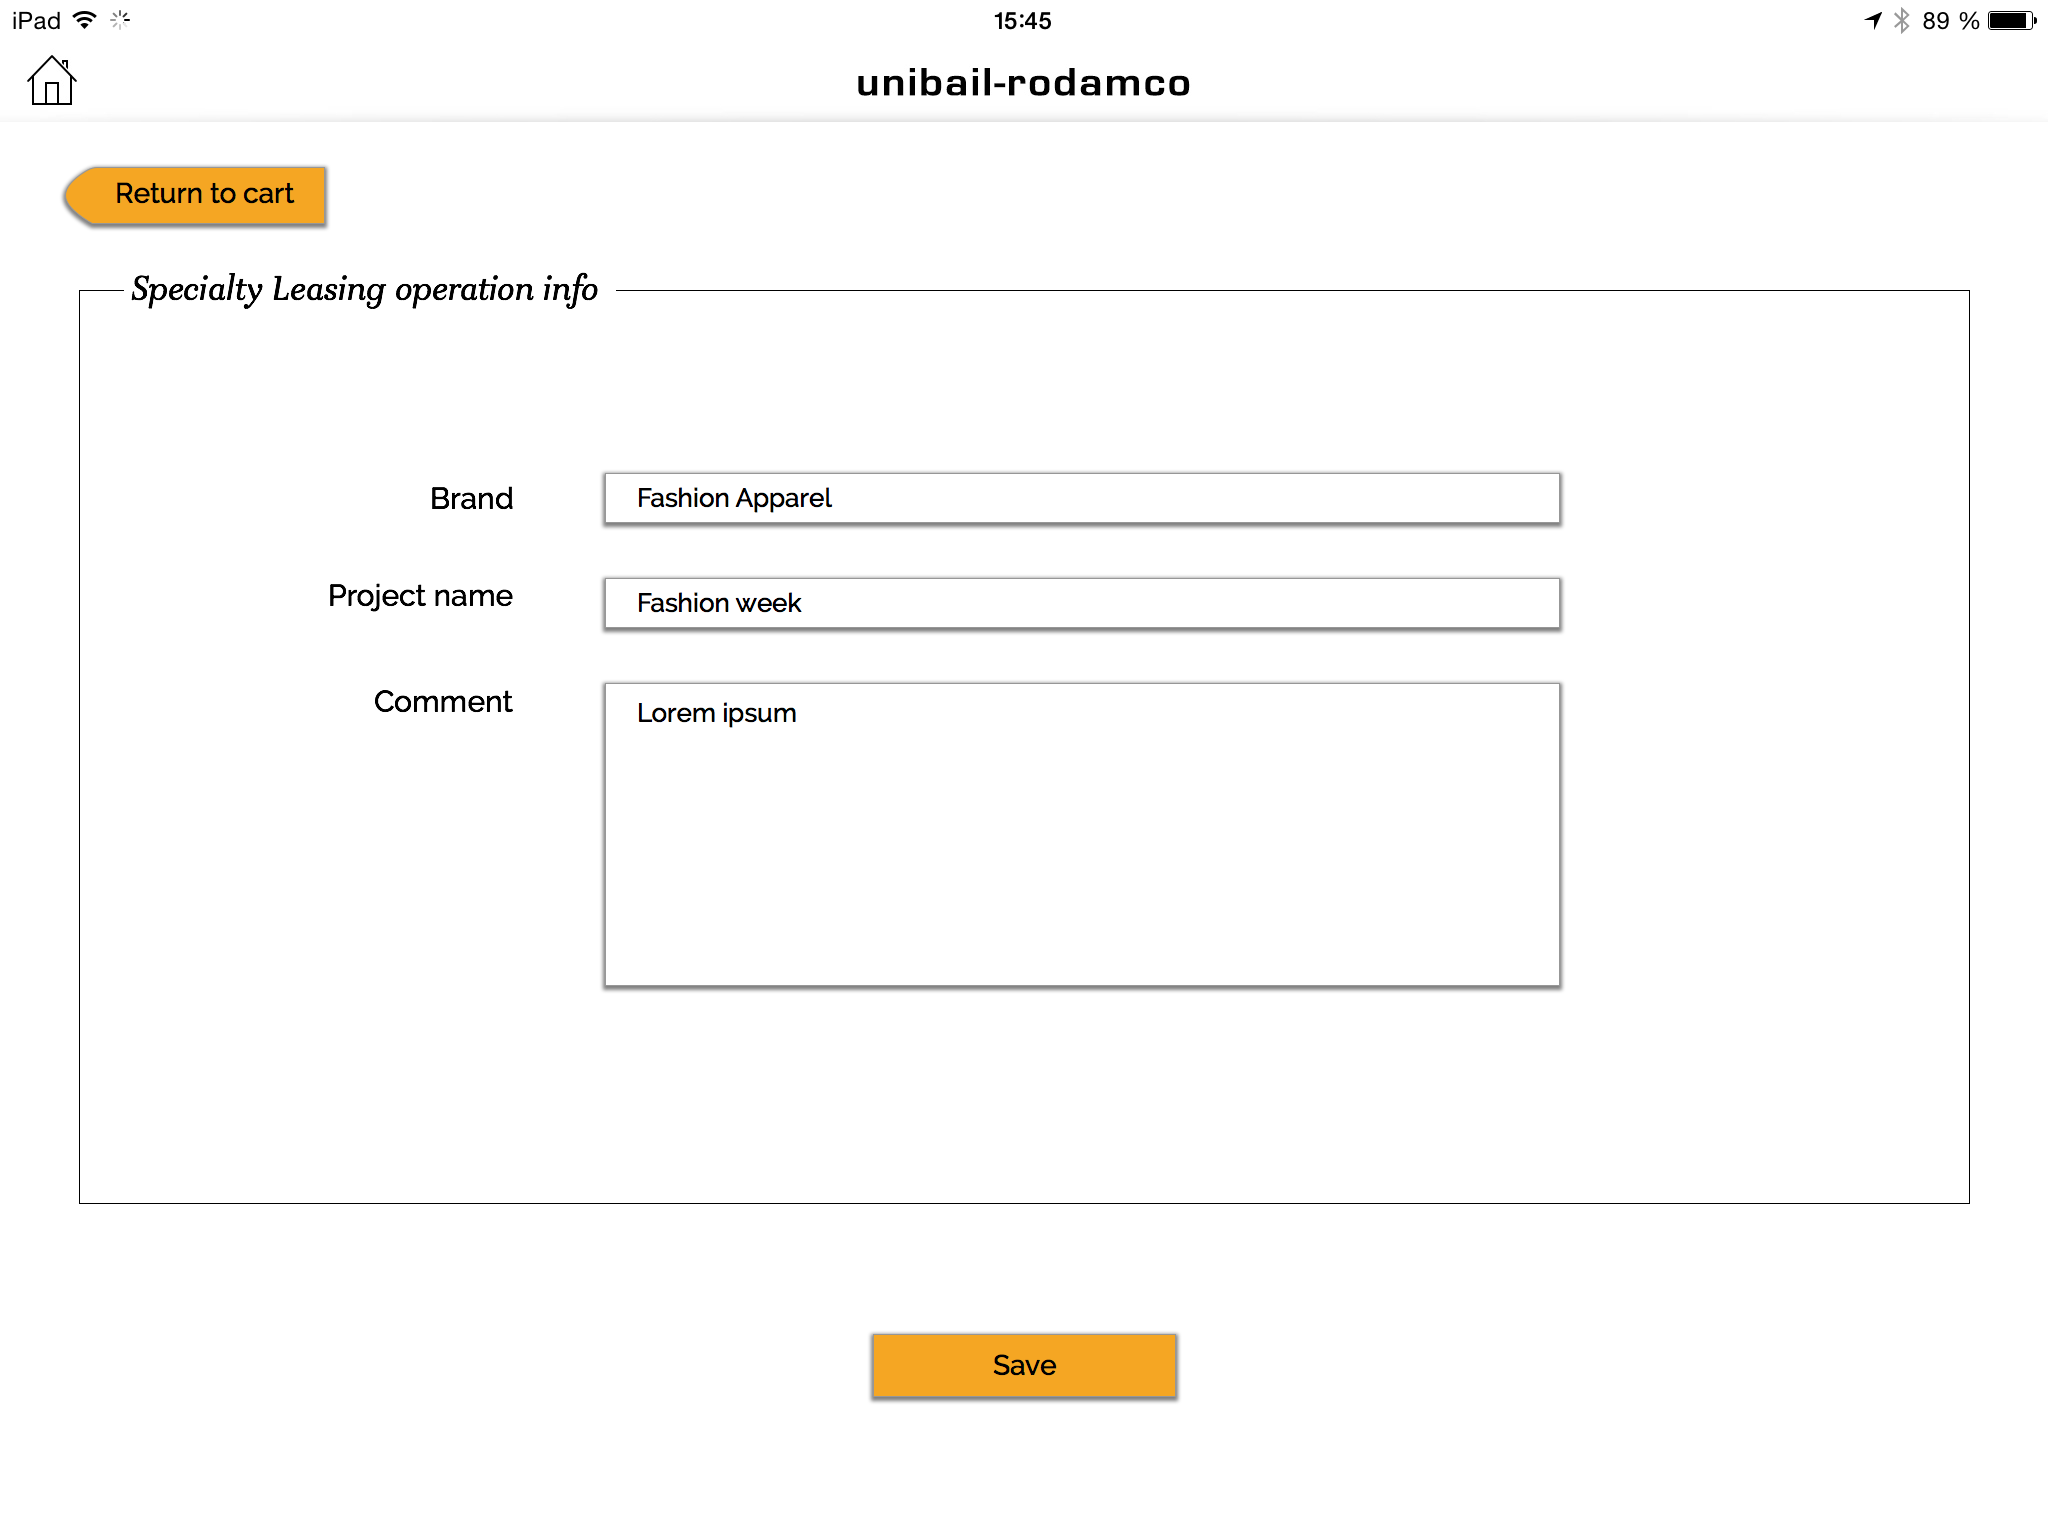 iPad 15:45 89 %
unibail-rodamco
Return to cart
Specialty Leasing operation info
Brand Fashion Apparel
Project name Fashion week
Comment Lorem ipsum
Save